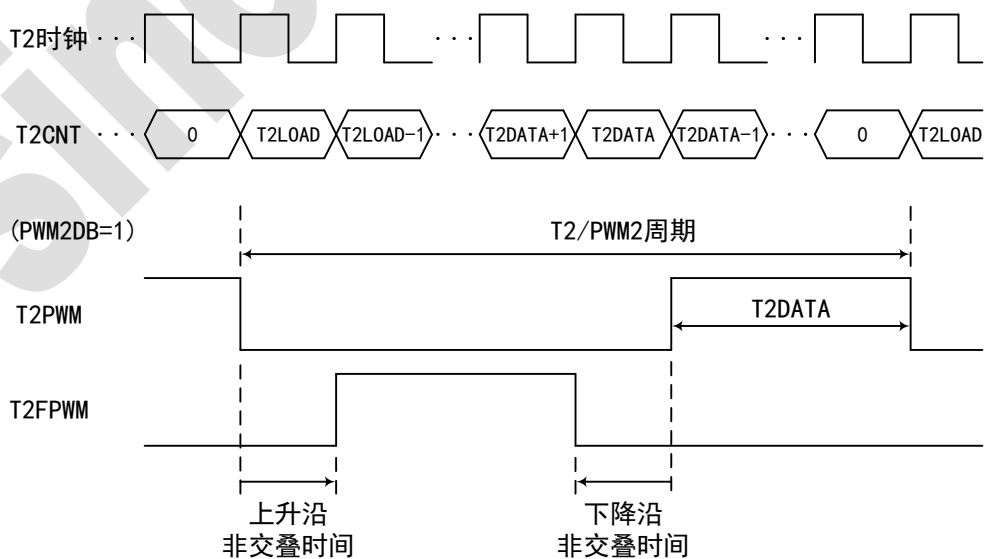 T2时钟 ···
···
···
T2CNT ··· 0 T2LOAD T2LOAD-1 ··· T2DATA+1 T2DATA T2DATA-1 ··· 0 T2LOAD
(PWM2DB=1)
T2/PWM2周期
T2PWM
T2DATA
T2FPWM
上升沿
非交叠时间
下降沿
非交叠时间